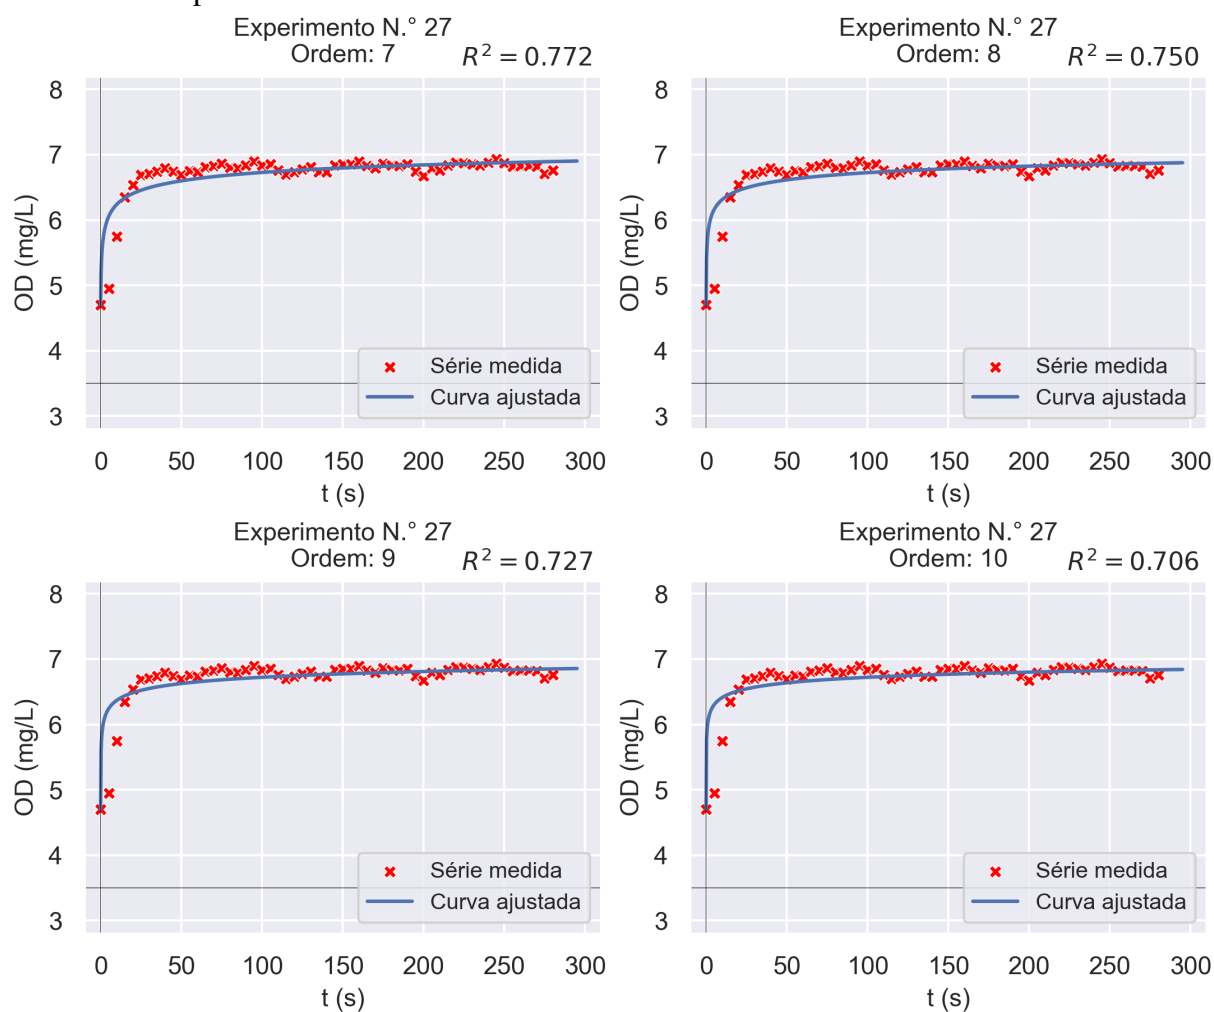 Experimento N.° 27
Ordem: 7
R² = 0.772
OD (mg/L)
8
7
6
5
4
3
Série medida
Curva ajustada
0 50 100 150 200 250 300
t (s)
Experimento N.° 27
Ordem: 8
R² = 0.750
OD (mg/L)
8
7
6
5
4
3
Série medida
Curva ajustada
0 50 100 150 200 250 300
t (s)
Experimento N.° 27
Ordem: 9
R² = 0.727
OD (mg/L)
8
7
6
5
4
3
Série medida
Curva ajustada
0 50 100 150 200 250 300
t (s)
Experimento N.° 27
Ordem: 10
R² = 0.706
OD (mg/L)
8
7
6
5
4
3
Série medida
Curva ajustada
0 50 100 150 200 250 300
t (s)